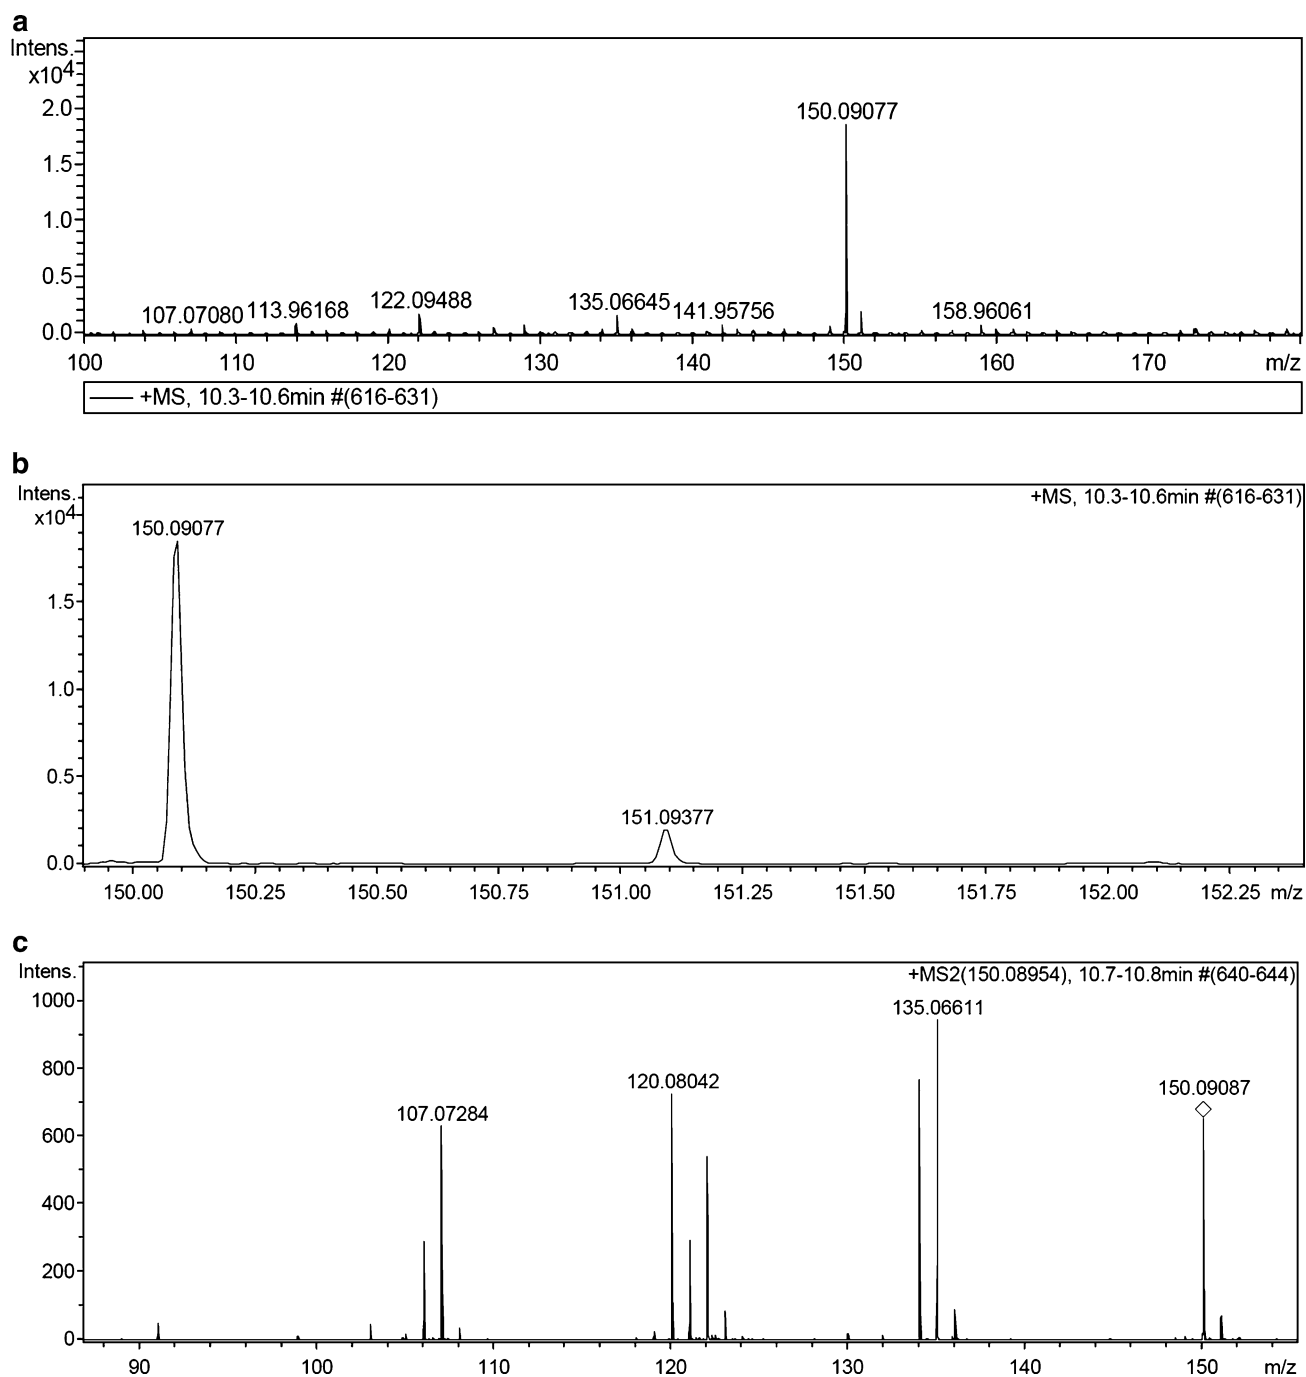 a
Intens.
x10⁴
2.0
1.5
1.0
0.5
0.0
150.09077
107.07080
113.96168
122.09488
135.06645
141.95756
158.96061
100 110 120 130 140 150 160 170 m/z
+MS, 10.3-10.6min #(616-631)
b
Intens.
x10⁴
+MS, 10.3-10.6min #(616-631)
150.09077
1.5
1.0
0.5
0.0
151.09377
150.00 150.25 150.50 150.75 151.00 151.25 151.50 151.75 152.00 152.25 m/z
c
Intens.
+MS2(150.08954), 10.7-10.8min #(640-644)
1000
800
600
400
200
0
135.06611
120.08042
150.09087
107.07284
90 100 110 120 130 140 150 m/z